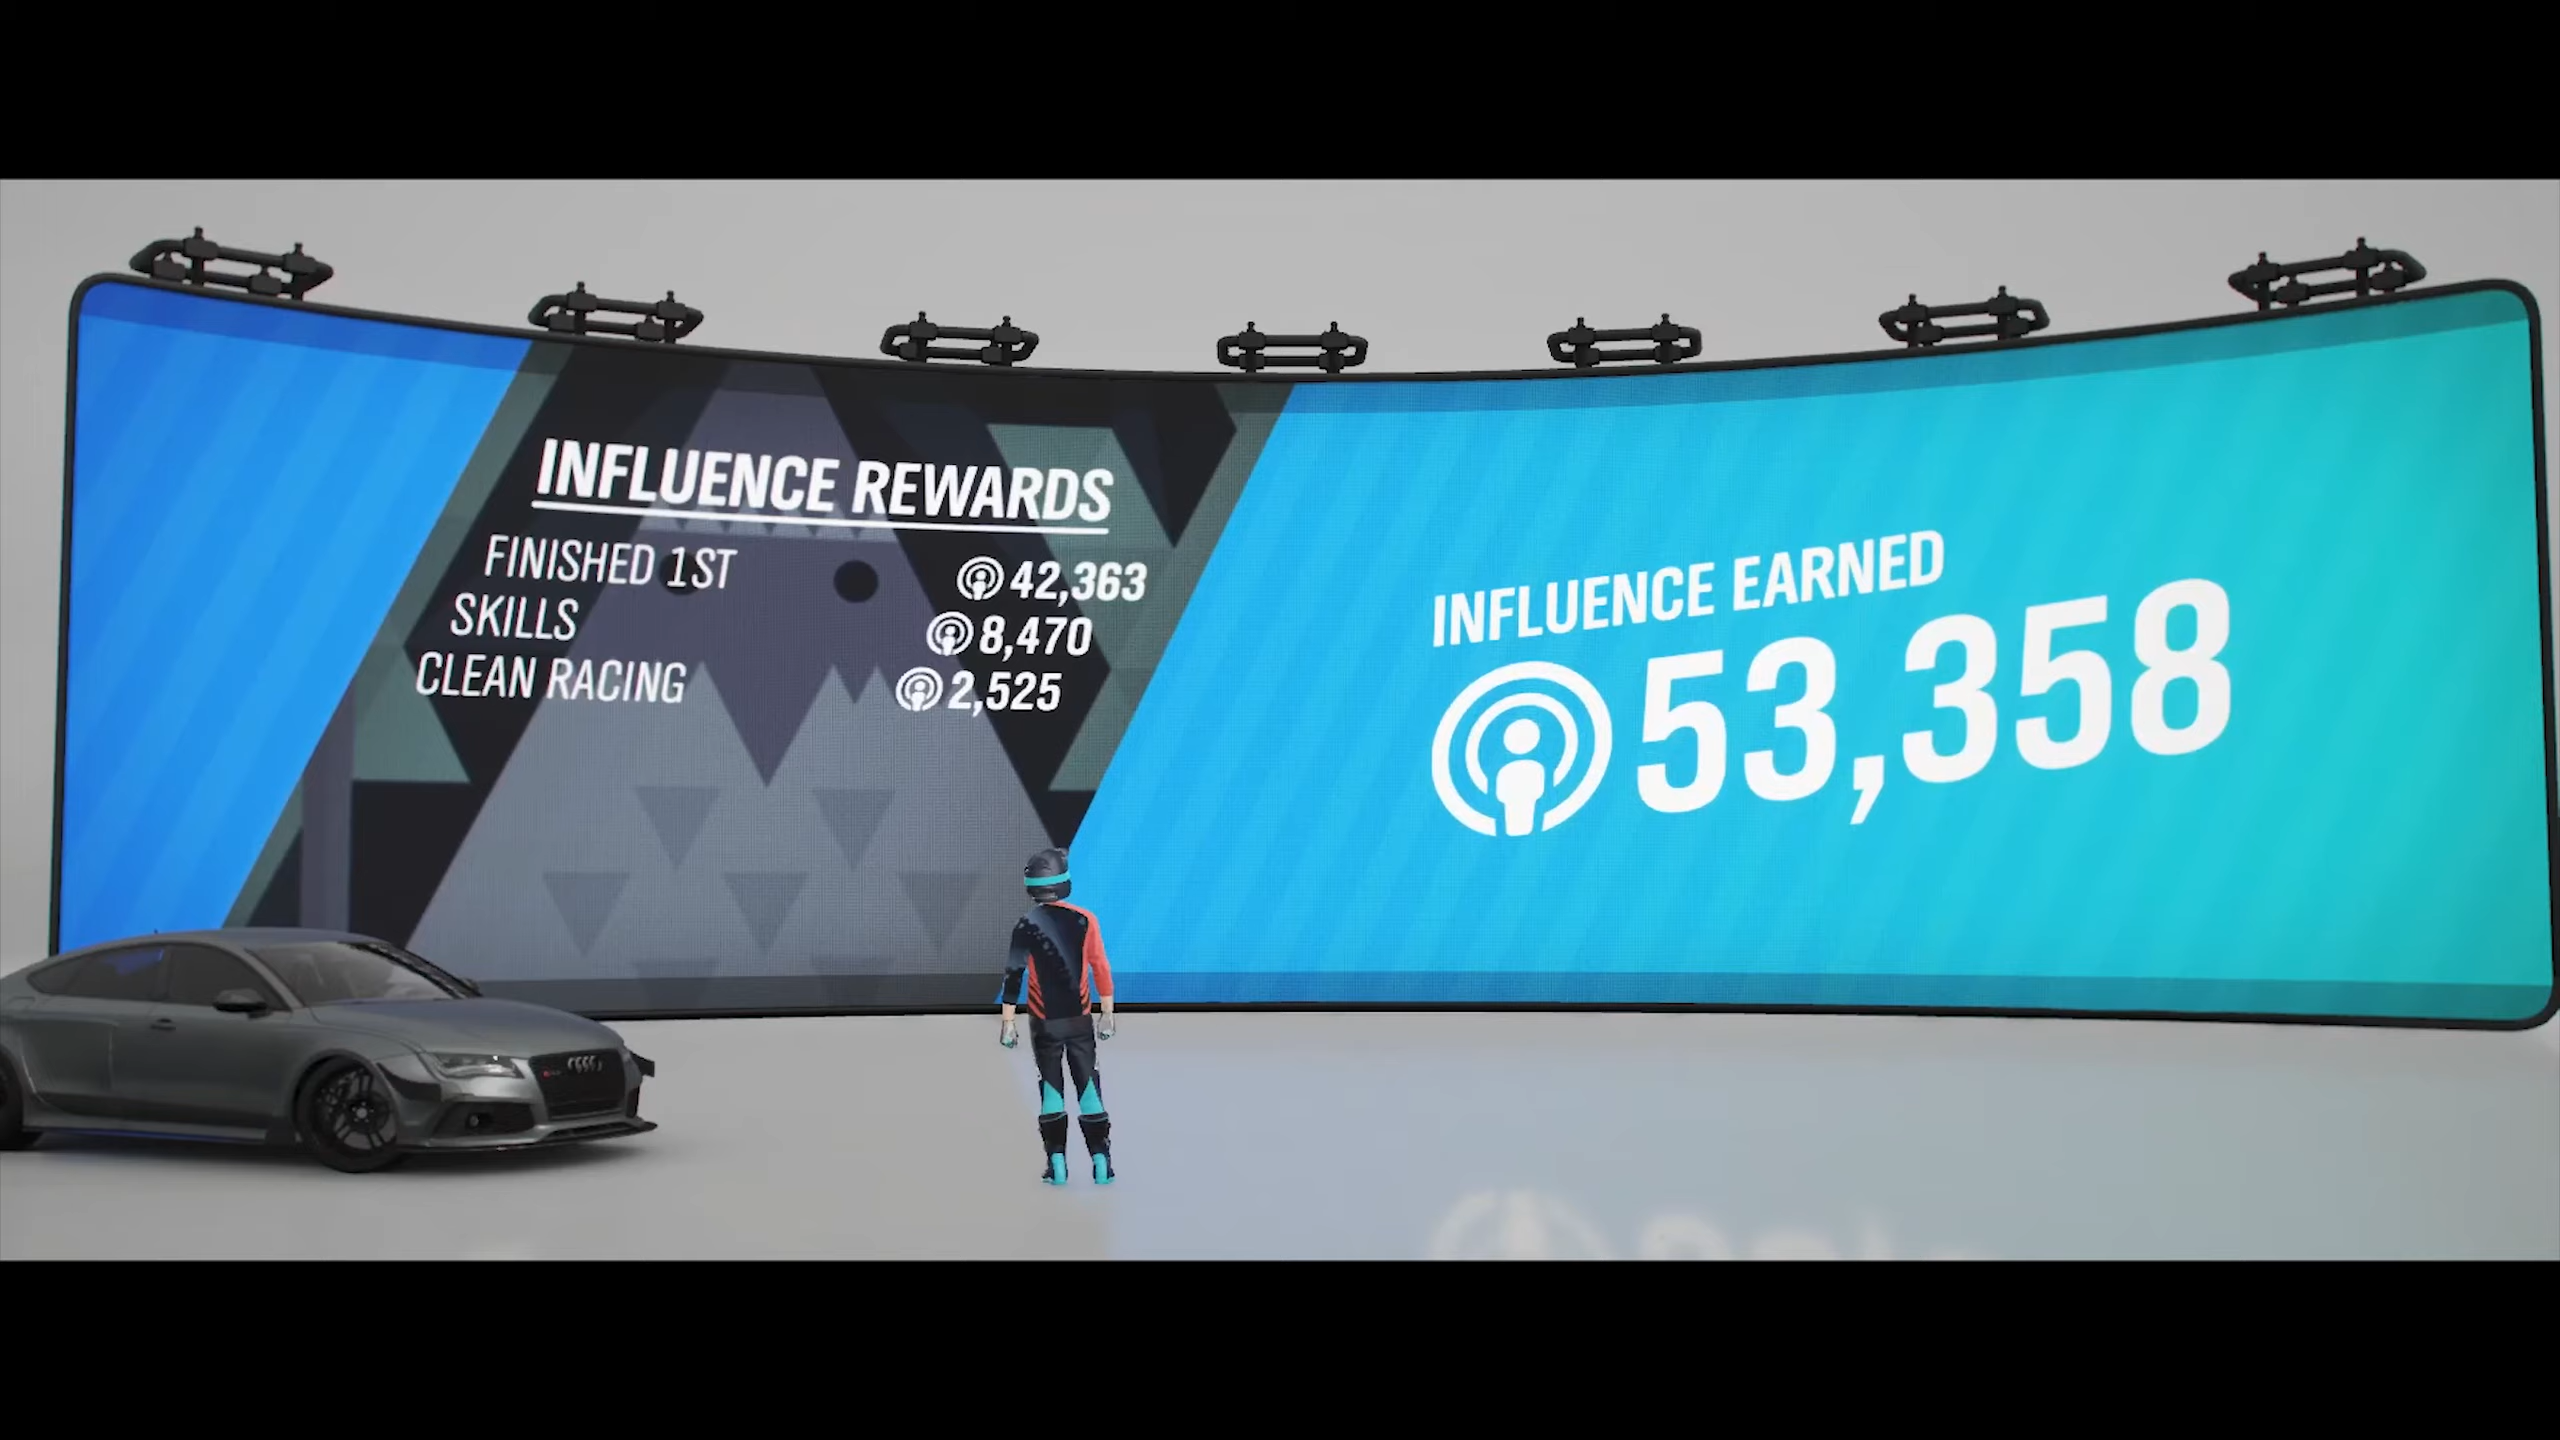 INFLUENCE REWARDS
FINISHED 1ST 42,363
SKILLS 8,470
CLEAN RACING 2,525
INFLUENCE EARNED
53,358